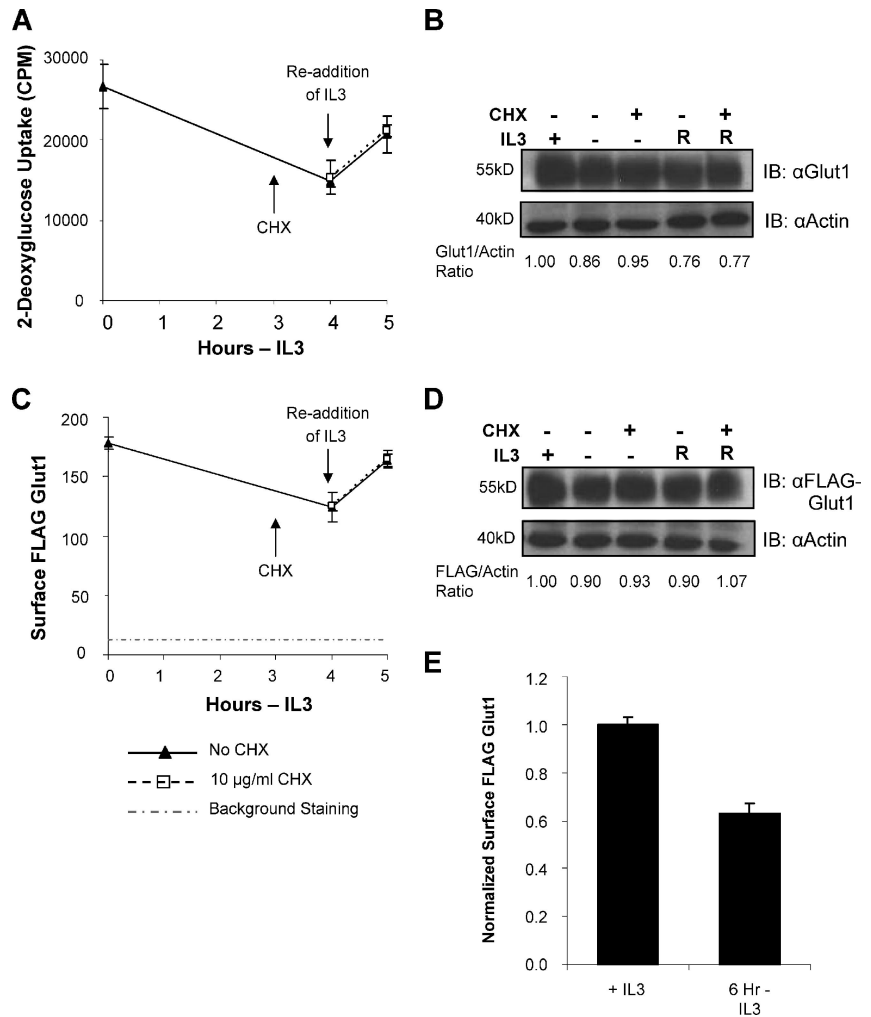 A
2-Deoxyglucose Uptake (CPM)
30000
20000
10000
0
Re-addition
of IL3
CHX
0 1 2 3 4 5
Hours – IL3
B
CHX - - + - +
IL3 + - - R R
55kD
IB: αGlut1
40kD
IB: αActin
Glut1/Actin
Ratio
1.00 0.86 0.95 0.76 0.77
C
Surface FLAG Glut1
200
150
100
50
0
Re-addition
of IL3
CHX
0 1 2 3 4 5
Hours – IL3
No CHX
10 µg/ml CHX
Background Staining
D
CHX - - + - +
IL3 + - - R R
55kD
IB: αFLAG-
Glut1
40kD
IB: αActin
FLAG/Actin
Ratio
1.00 0.90 0.93 0.90 1.07
E
Normalized Surface FLAG Glut1
1.2
1.0
0.8
0.6
0.4
0.2
0.0
+ IL3
6 Hr -
IL3